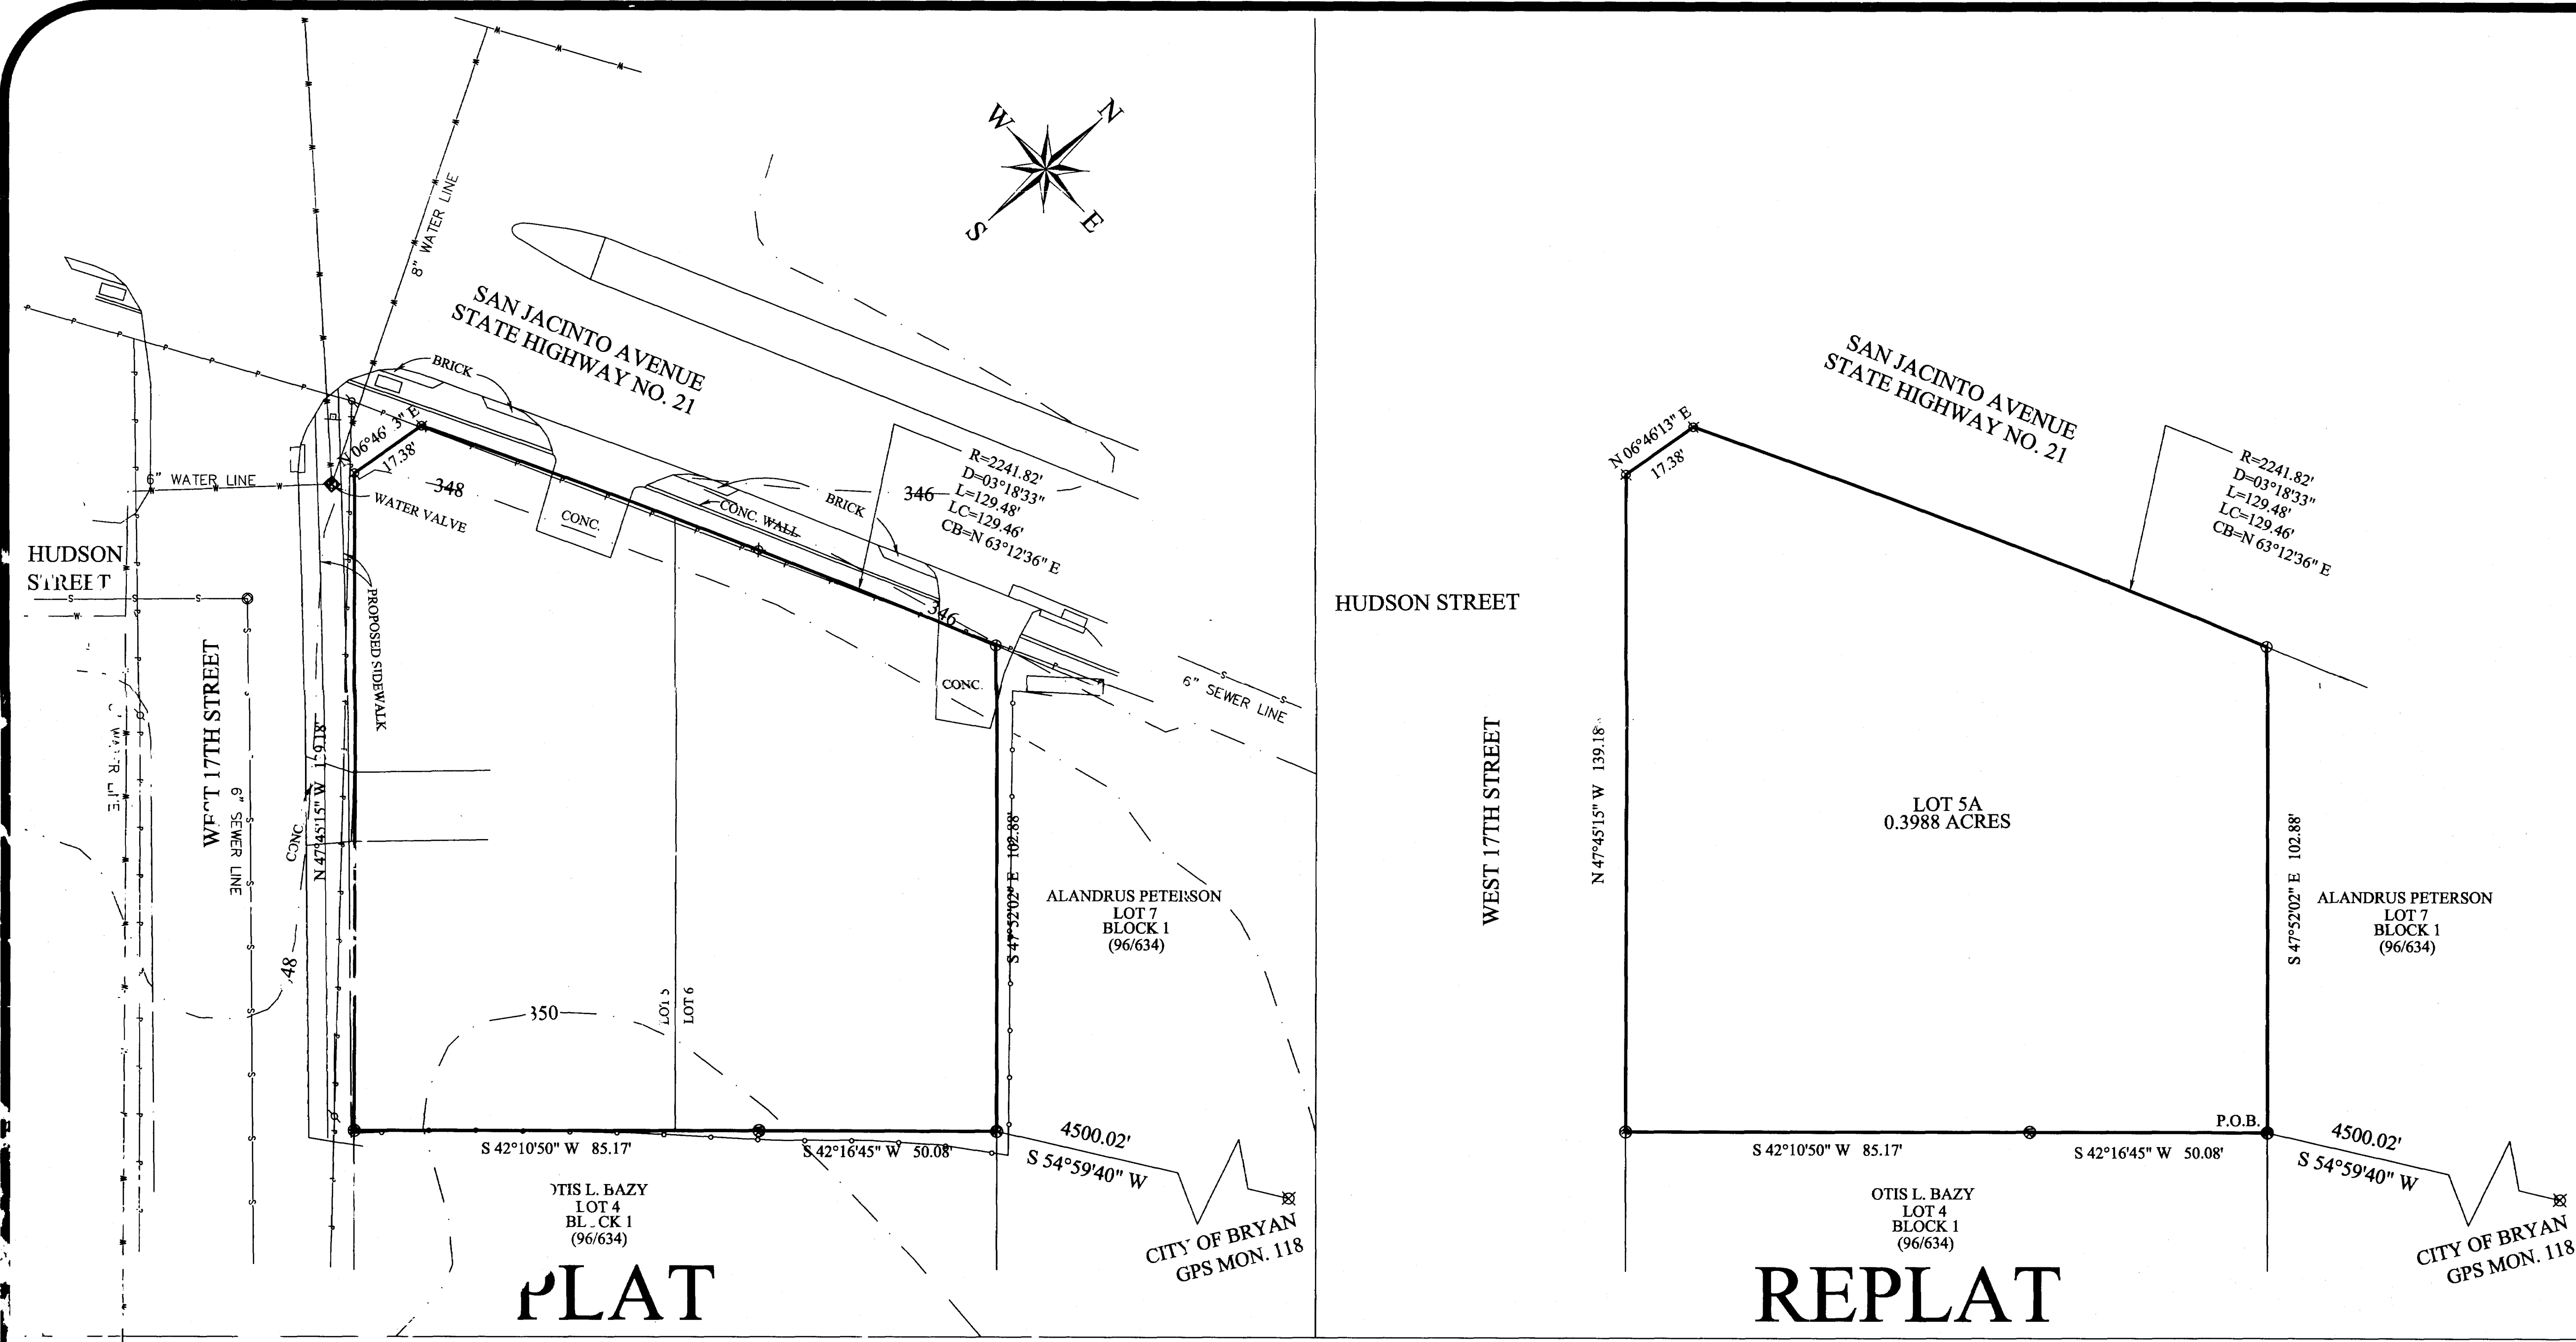 W
N
S
E
8" WATER LINE
SAN JACINTO AVENUE
STATE HIGHWAY NO. 21
BRICK
17.38'
348
6" WATER LINE
WATER VALVE
CONC.
CONC. WALL
BRICK
346
R=2241.82'
D=03°18'33"
L=129.48'
LC=129.46'
CB=N 63°12'36" E
346
HUDSON
STREET
PROPOSED SIDEWALK
CONC.
6" SEWER LINE
17TH STREET
6" SEWER LINE
CONC.
N 47°45'15" W
S 47°52'02" E 102.88'
ALANDRUS PETERSON
LOT 7
BLOCK 1
(96/634)
LOT 5
LOT 6
S 42°10'50" W 85.17'
S 42°16'45" W 50.08'
4500.02'
S 54°59'40" W
L. BAZY
LOT 4
1
(96/634)
CITY OF BRYAN
GPS MON. 118
PLAT
SAN JACINTO AVENUE
STATE HIGHWAY NO. 21
N 06°46'13" E
17.38'
R=2241.82'
D=03°18'33"
L=129.48'
LC=129.46'
CB=N 63°12'36" E
HUDSON STREET
WEST 17TH STREET
N 47°45'15" W 139.18'
LOT 5A
0.3988 ACRES
S 47°52'02" E 102.88'
ALANDRUS PETERSON
LOT 7
BLOCK 1
(96/634)
P.O.B.
S 42°10'50" W 85.17'
S 42°16'45" W 50.08'
4500.02'
S 54°59'40" W
OTIS L. BAZY
LOT 4
BLOCK 1
(96/634)
CITY OF BRYAN
GPS MON. 118
REPLAT